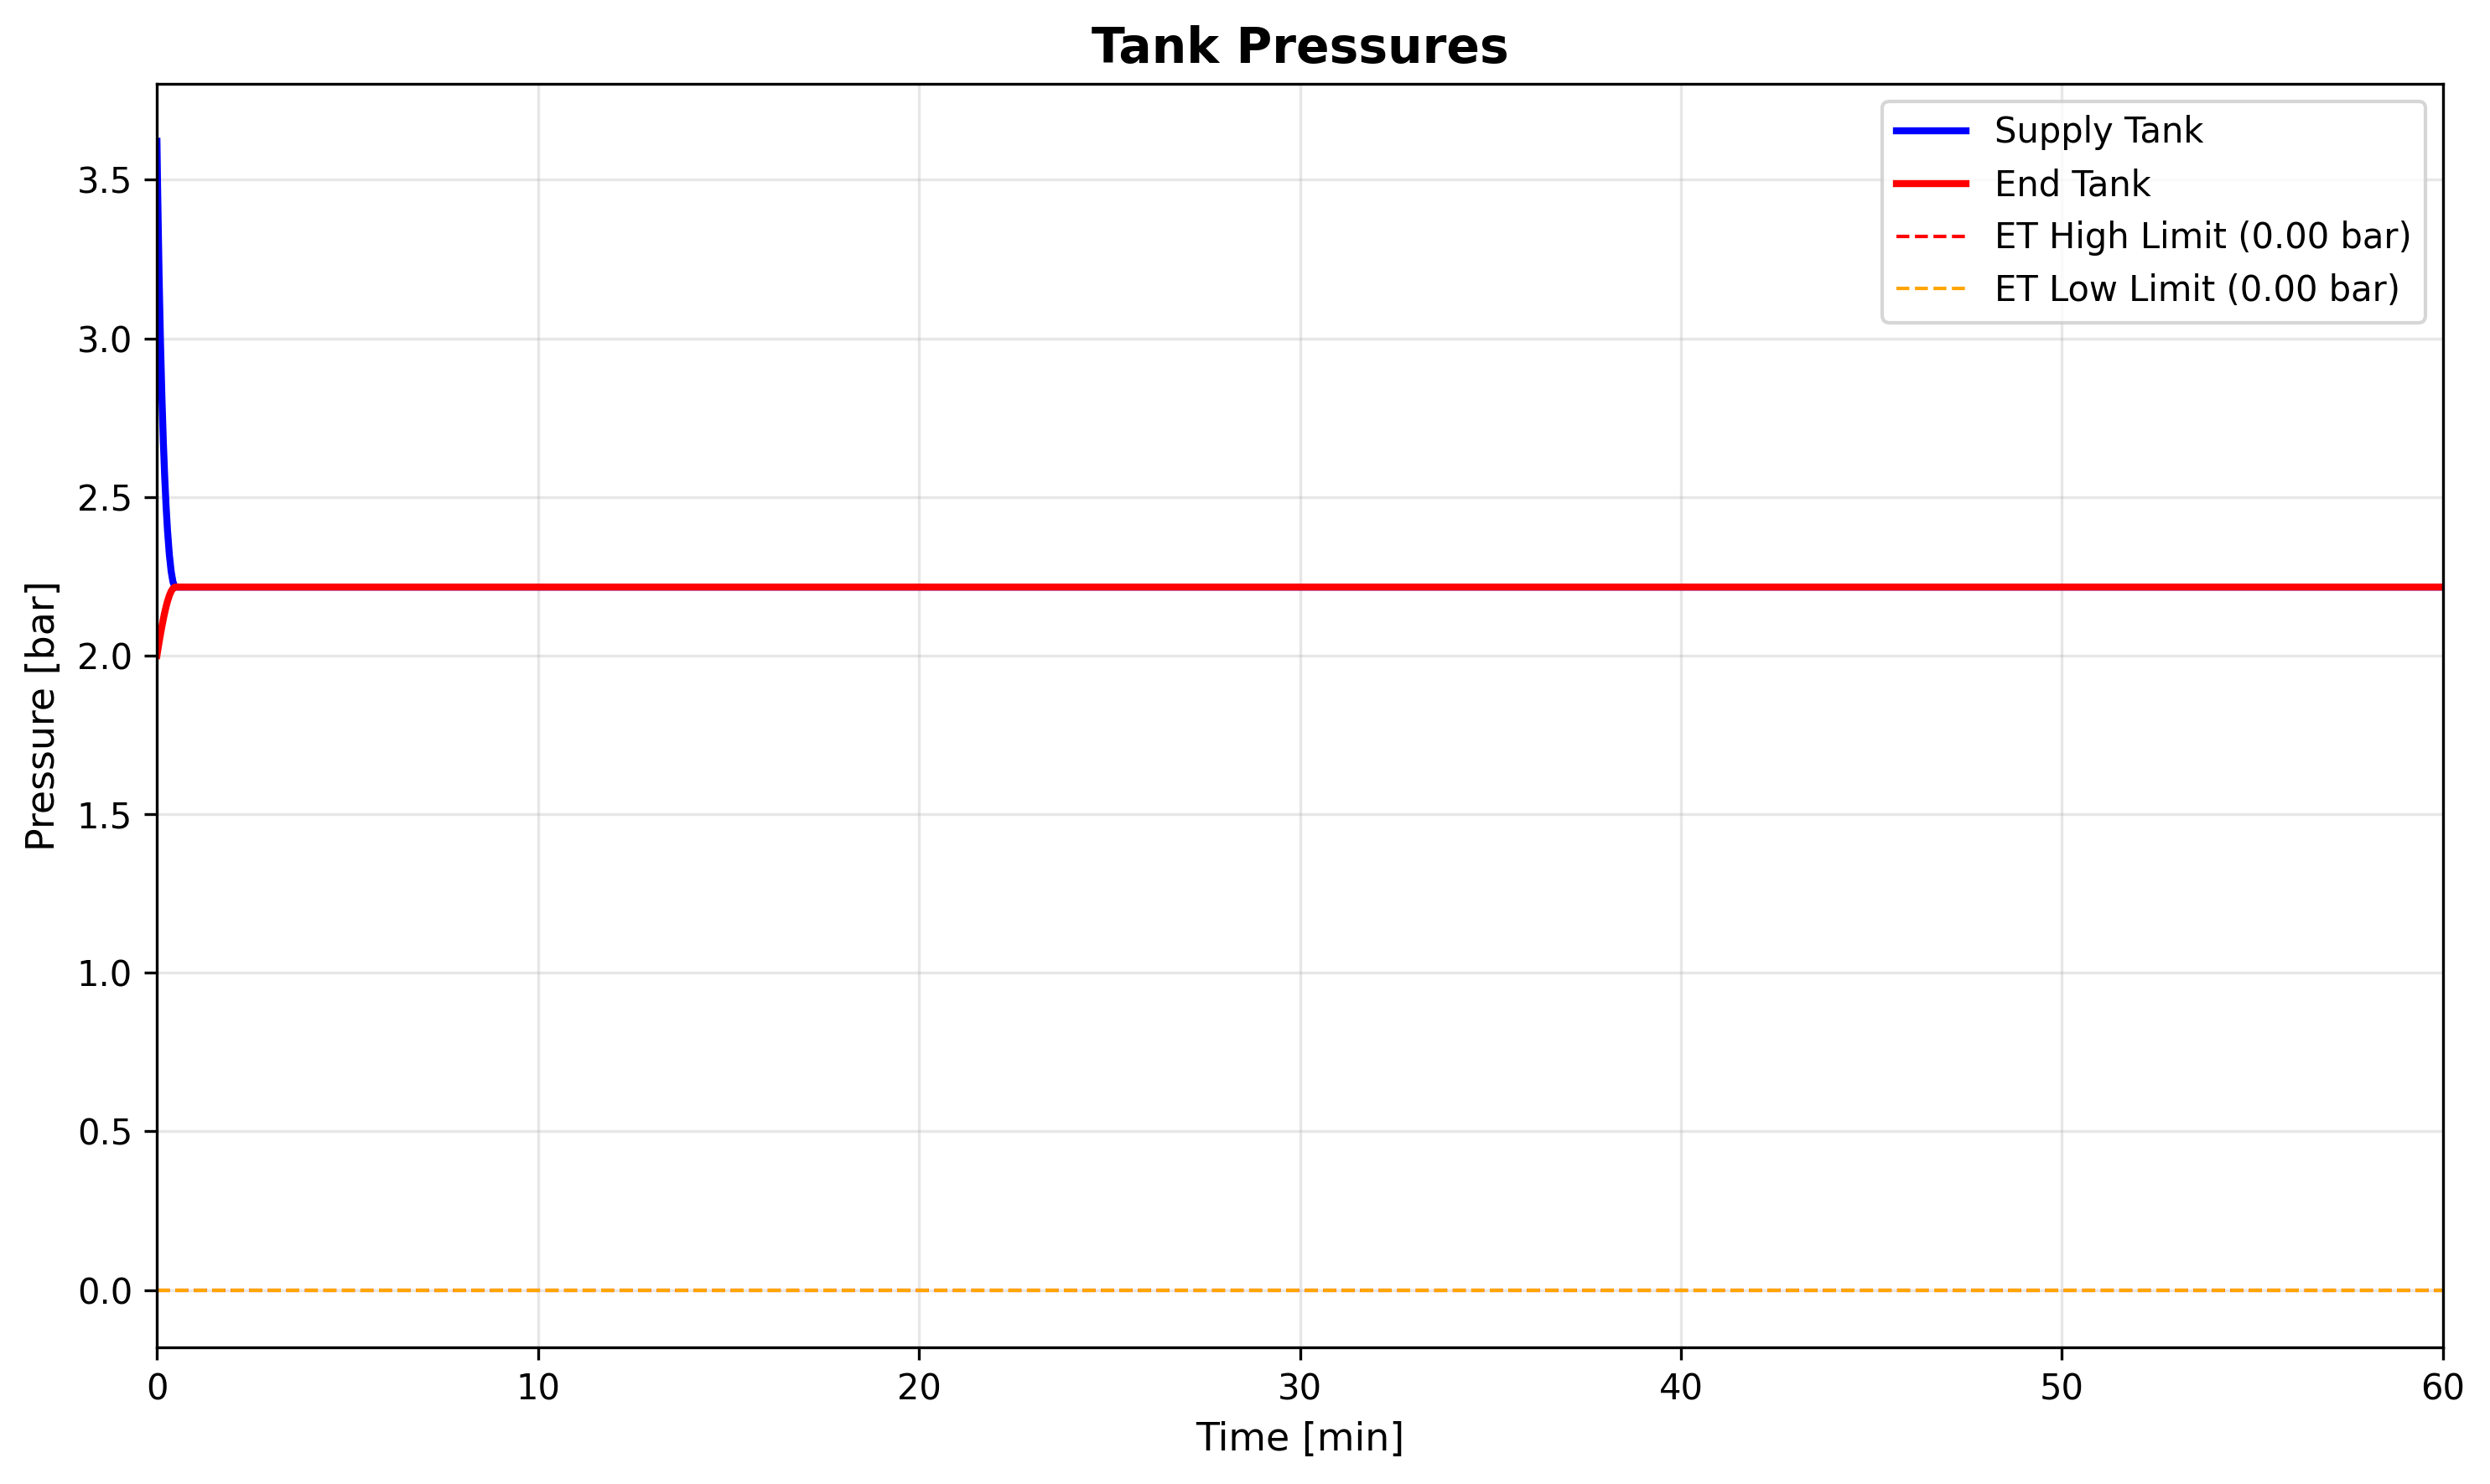 Tank Pressures
Supply Tank
End Tank
ET High Limit (0.00 bar)
ET Low Limit (0.00 bar)
Pressure [bar]
3.5
3.0
2.5
2.0
1.5
1.0
0.5
0.0
0 10 20 30 40 50 60
Time [min]